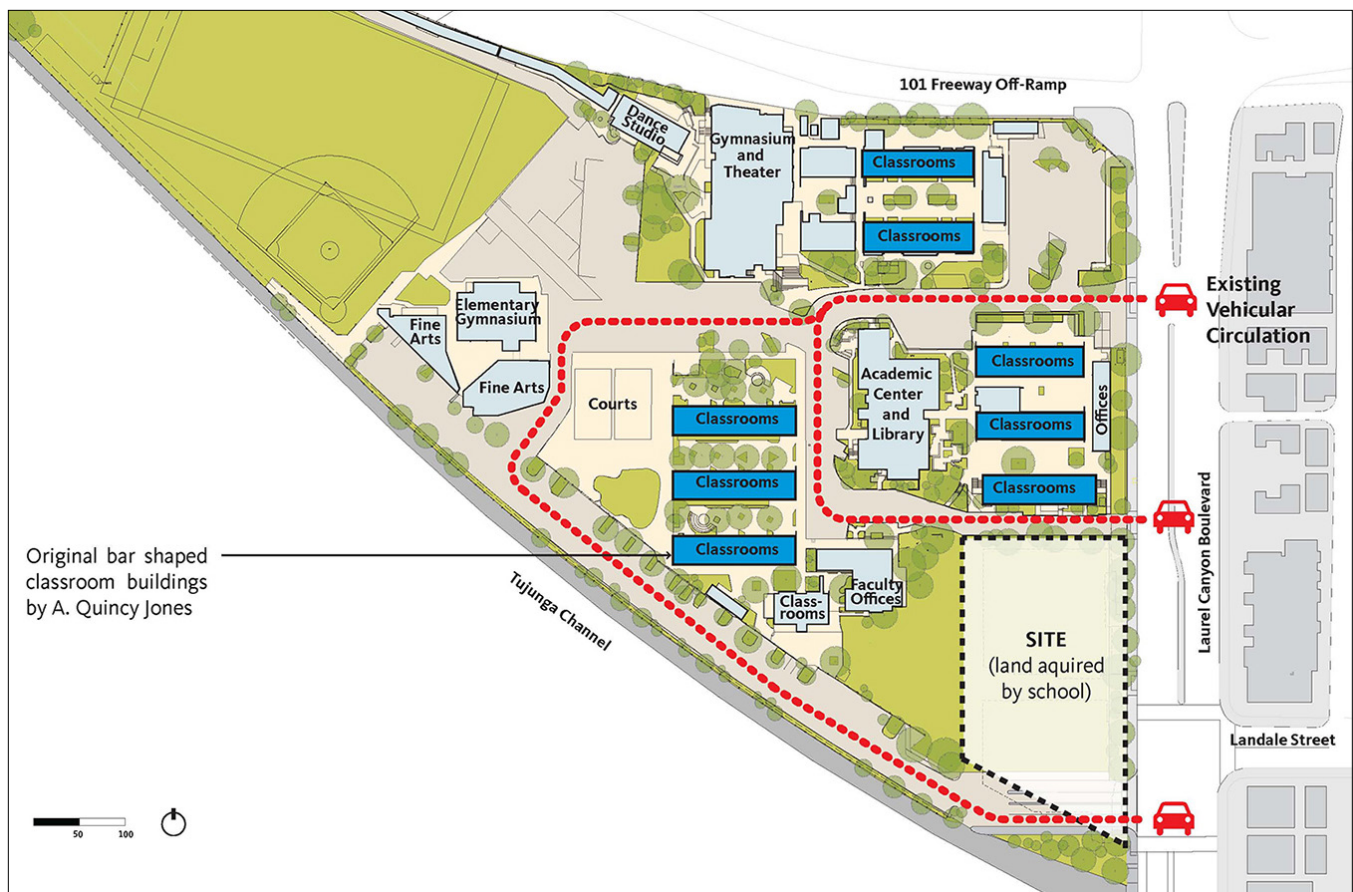 101 Freeway Off-Ramp
Dance
Studio
Gymnasium
and
Theater
Classrooms
Classrooms
Existing
Vehicular
Circulation
Elementary
Gymnasium
Fine
Arts
Fine Arts
Courts
Classrooms
Classrooms
Classrooms
Academic
Center
and
Library
Classrooms
Classrooms
Classrooms
Offices
Original bar shaped
classroom buildings
by A. Quincy Jones
Tujunga Channel
Class-
rooms
Faculty
Offices
SITE
(land aquired
by school)
Laurel Canyon Boulevard
Landale Street
50
100